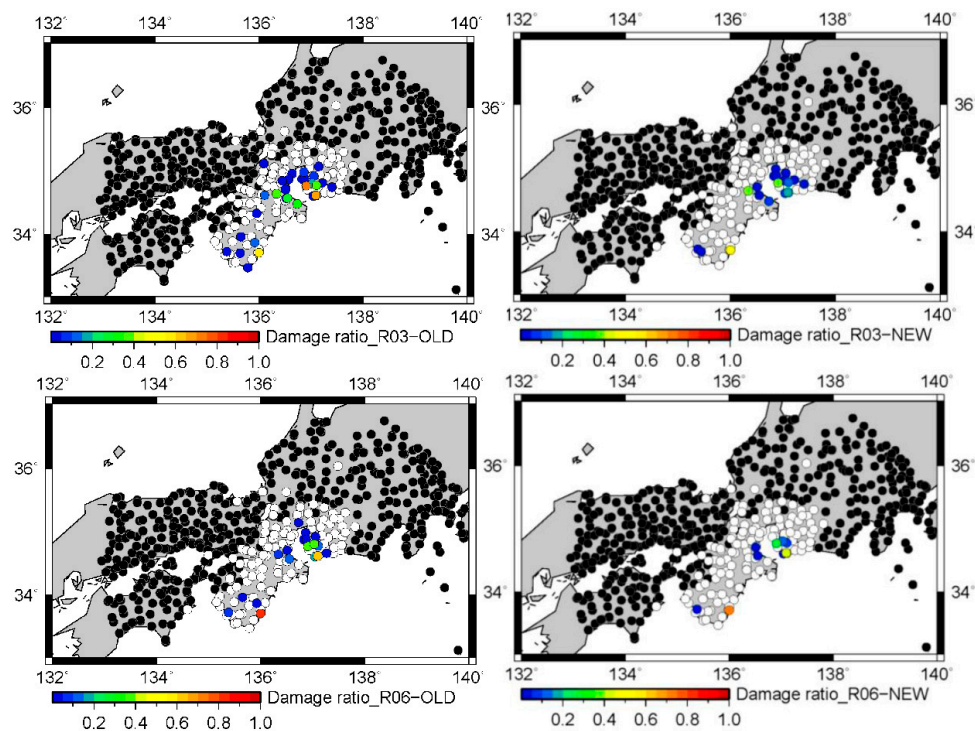 132° 134° 136° 138° 140°
36°
34°
132° 134° 136° 138° 140°
Damage ratio_R03-OLD
0.2 0.4 0.6 0.8 1.0
132° 134° 136° 138° 140°
36°
34°
132° 134° 136° 138° 140°
Damage ratio_R03-NEW
0.2 0.4 0.6 0.8 1.0
132° 134° 136° 138° 140°
36°
34°
132° 134° 136° 138° 140°
Damage ratio_R06-OLD
0.2 0.4 0.6 0.8 1.0
132° 134° 136° 138° 140°
36°
34°
132° 134° 136° 138° 140°
Damage ratio_R06-NEW
0.2 0.4 0.6 0.8 1.0